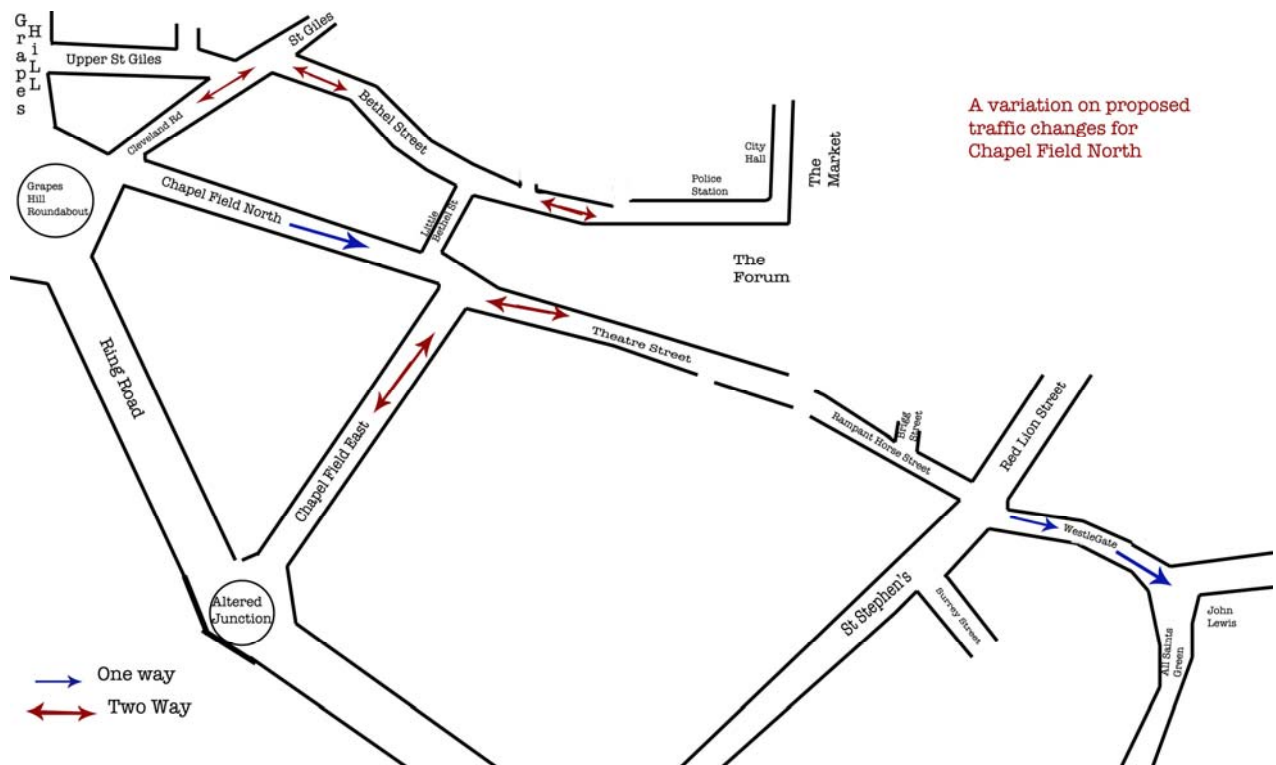 Grapes
HiLL
Upper St Giles
St Giles
Cleveland Rd
Bethel Street
A variation on proposed
traffic changes for
Chapel Field North
City
Hall
The
Market
Police
Station
Grapes
Hill
Roundabout
Chapel Field North
Little
Bethel St
The
Forum
Theatre Street
Ring Road
Chapel Field East
Rampant Horse Street
Brigg
Street
Red Lion Street
WestleGate
St Stephen's
Surrey Street
John
Lewis
All Saints
Green
Altered
Junction
One way
Two Way